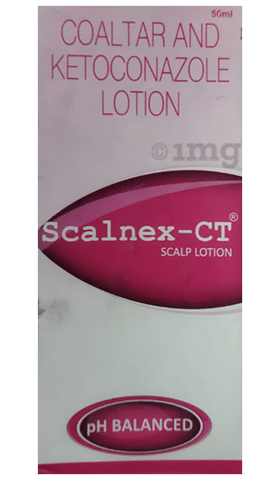 50ml
COALTAR AND
KETOCONAZOLE
LOTION
©1mg
Scalnex-CT®
SCALP LOTION
pH BALANCED